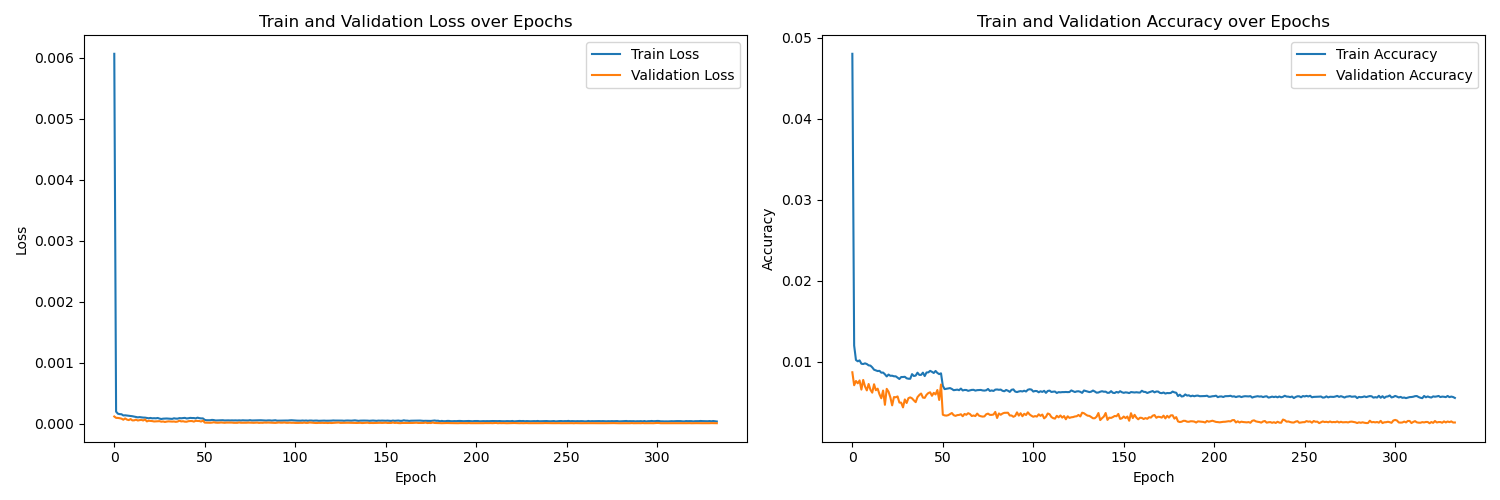 Train and Validation Loss over Epochs
Train Loss
Validation Loss
0.006
0.005
0.004
0.003
0.002
0.001
0.000
Loss
0
50
100
150
200
250
300
Epoch
Train and Validation Accuracy over Epochs
Train Accuracy
Validation Accuracy
0.05
0.04
0.03
0.02
0.01
Accuracy
0
50
100
150
200
250
300
Epoch